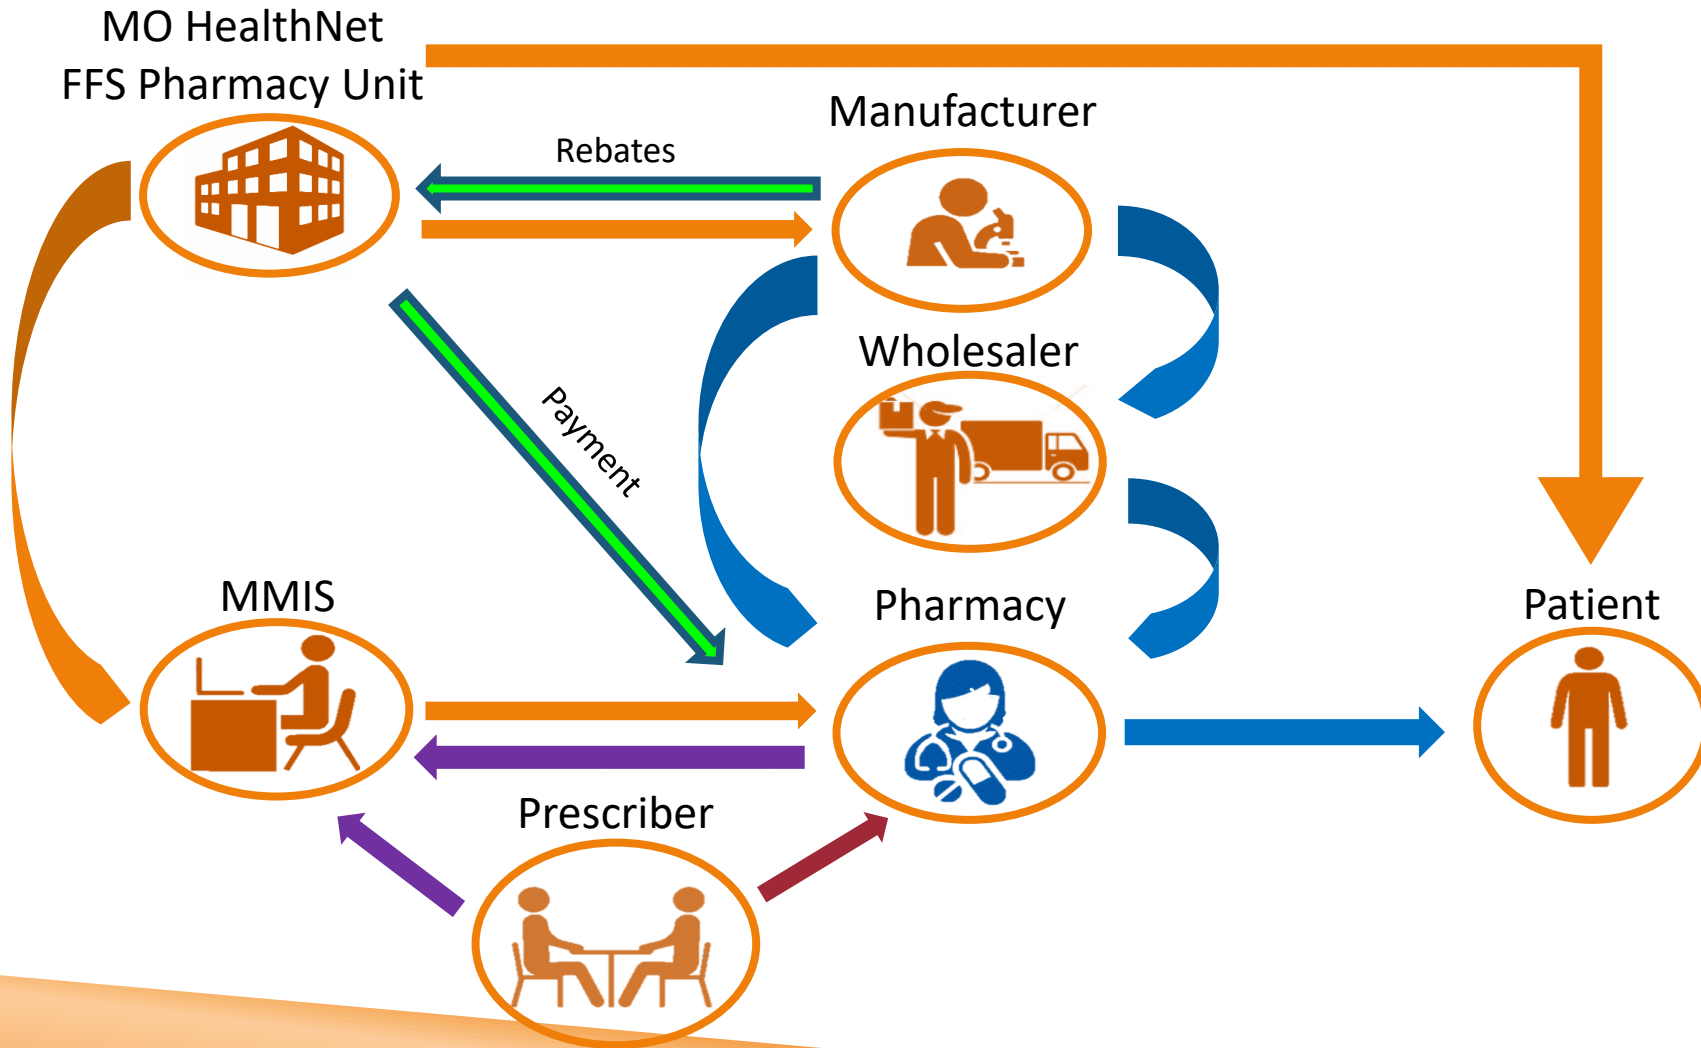 MO HealthNet
FFS Pharmacy Unit
Manufacturer
Rebates
Wholesaler
Payment
MMIS
Pharmacy
Patient
Prescriber